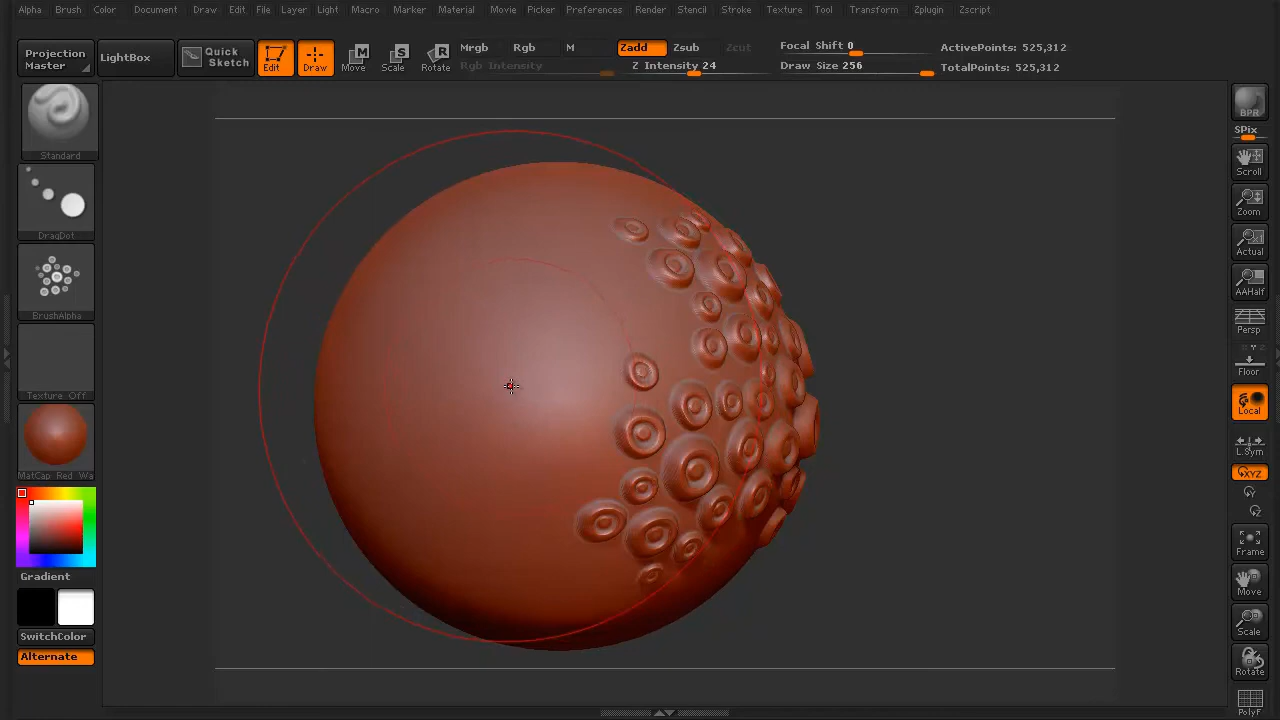 Alpha Brush Color Document Draw Edit File Layer Light Macro Marker Material Movie Picker Preferences Render Stencil Stroke Texture Tool Transform Zplugin Zscript
Projection Master
LightBox
Quick Sketch
Edit
Draw
Move
Scale
Rotate
Mrgb Rgb M Zadd Zsub Zcut
Rgb Intensity Z Intensity 24
Focal Shift 0
Draw Size 256
ActivePoints: 525,312
TotalPoints: 525,312
Standard
DragDot
BrushAlpha
Texture Off
MatCap Red Wa
Gradient
SwitchColor
Alternate
BPR
SPix
Scroll
Zoom
Actual
AAHalf
Persp
Floor
Local
L.Sym
XYZ
Frame
Move
Scale
Rotate
PolyF